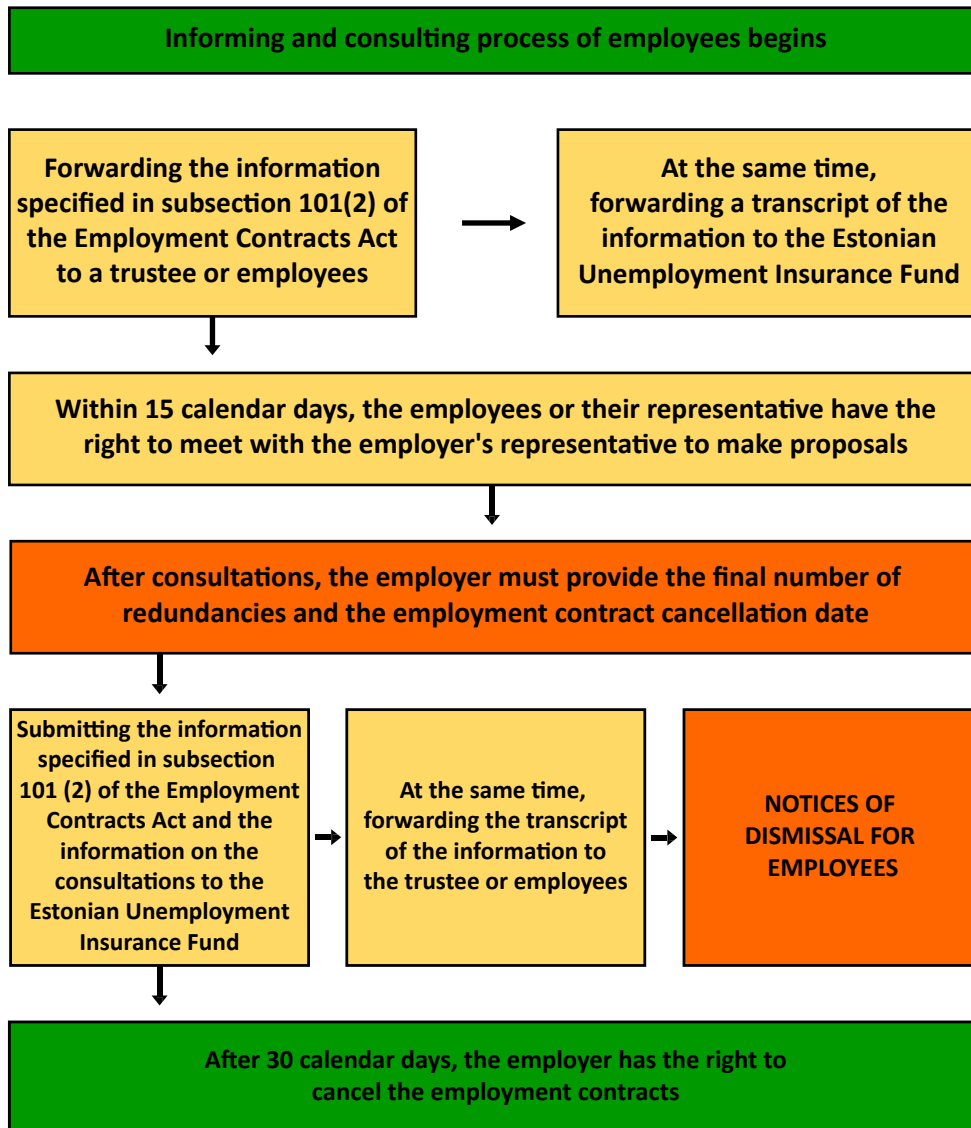 Informing and consulting process of employees begins
Forwarding the information
specified in subsection 101(2) of
the Employment Contracts Act
to a trustee or employees
At the same time,
forwarding a transcript of the
information to the Estonian
Unemployment Insurance Fund
Within 15 calendar days, the employees or their representative have the
right to meet with the employer's representative to make proposals
After consultations, the employer must provide the final number of
redundancies and the employment contract cancellation date
Submitting the information
specified in subsection
101 (2) of the Employment
Contracts Act and the
information on the
consultations to the
Estonian Unemployment
Insurance Fund
At the same time,
forwarding the transcript
of the information to
the trustee or employees
NOTICES OF
DISMISSAL FOR
EMPLOYEES
After 30 calendar days, the employer has the right to
cancel the employment contracts